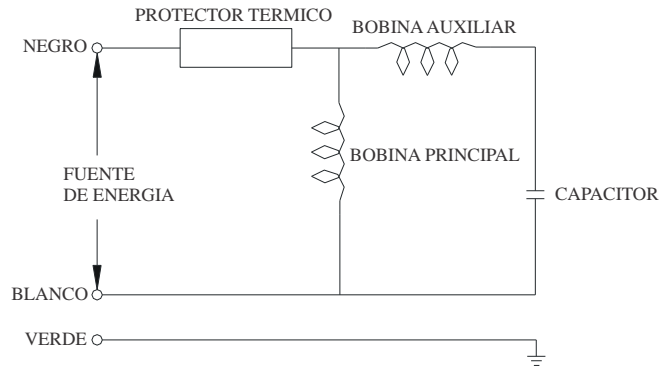 PROTECTOR TERMICO
BOBINA AUXILIAR
NEGRO
BOBINA PRINCIPAL
FUENTE
DE ENERGIA
CAPACITOR
BLANCO
VERDE